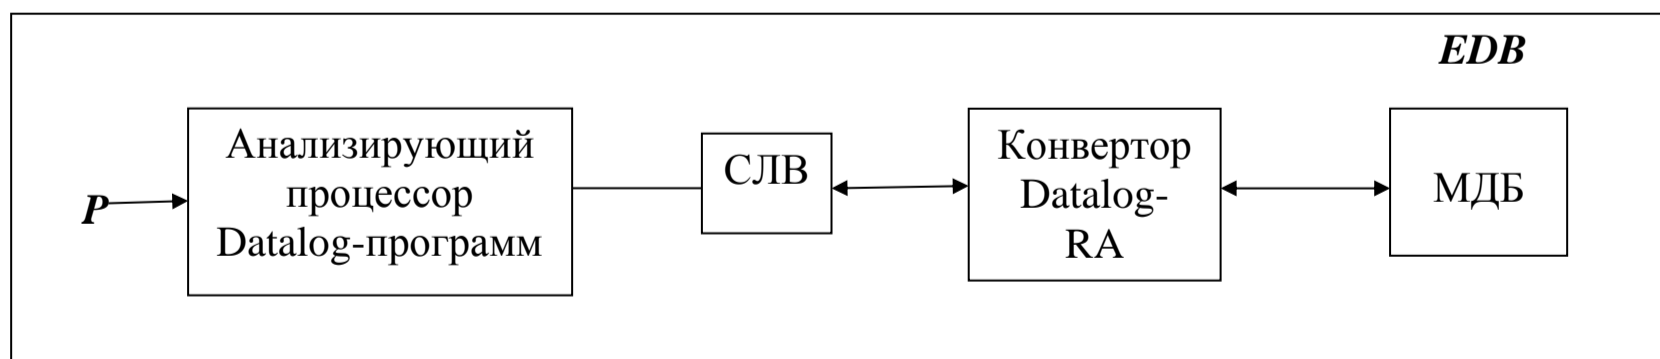 EDB
P
Анализирующий
процессор
Datalog-программ
СЛВ
Конвертор
Datalog-
RA
МДБ